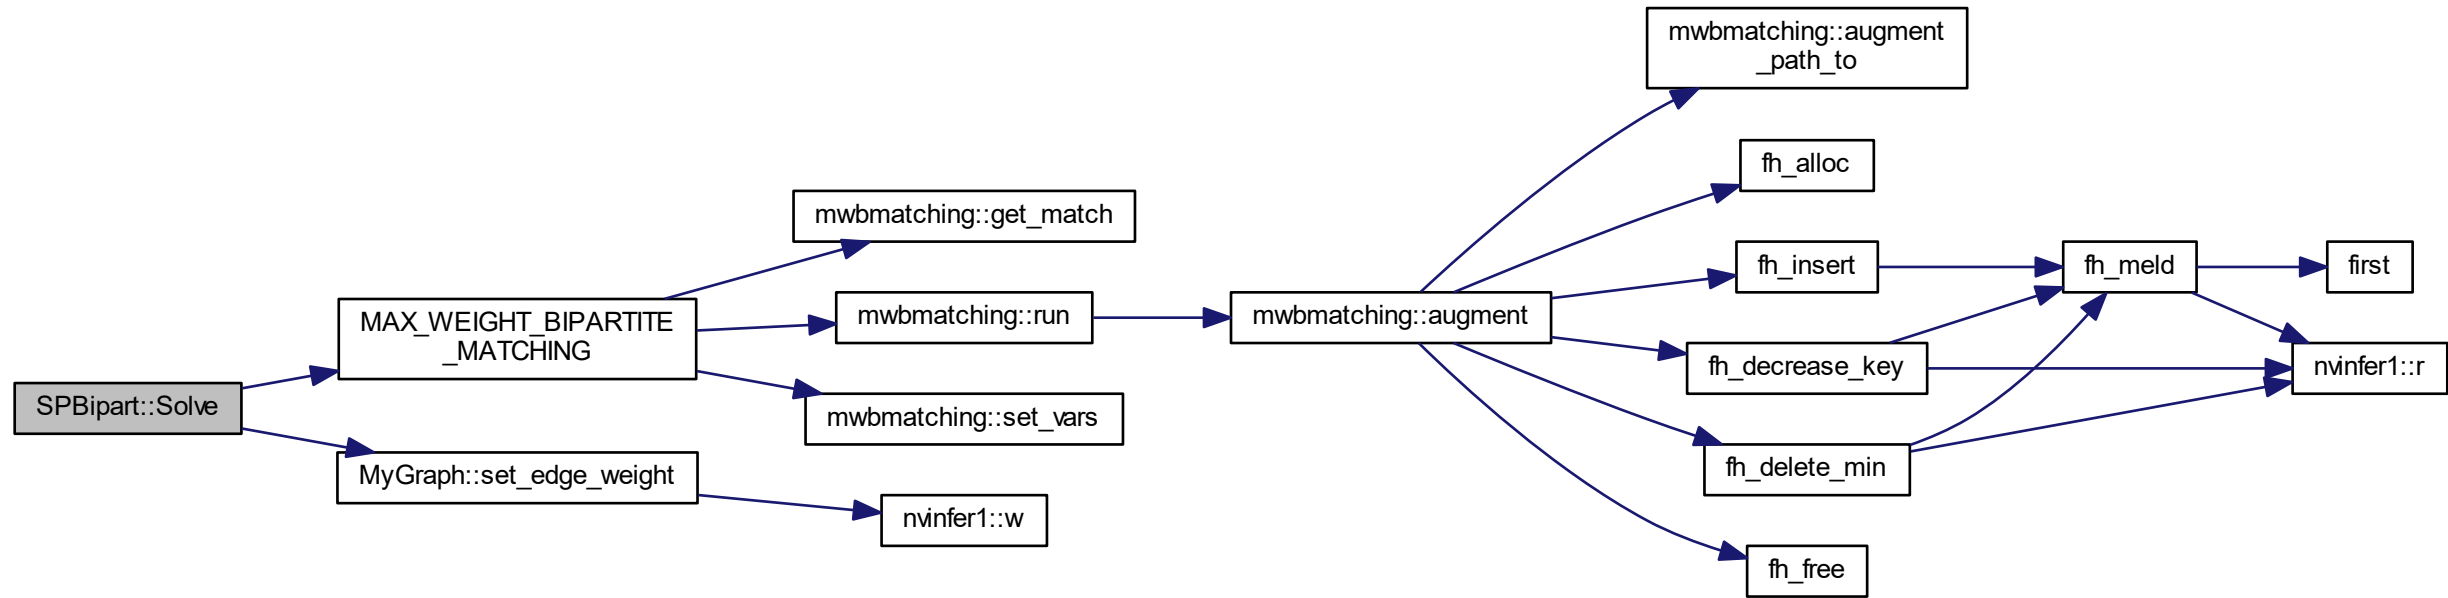 SPBipart::Solve
MAX_WEIGHT_BIPARTITE
_MATCHING
MyGraph::set_edge_weight
mwbmatching::get_match
mwbmatching::run
mwbmatching::set_vars
nvinfer1::w
mwbmatching::augment
mwbmatching::augment
_path_to
fh_alloc
fh_insert
fh_decrease_key
fh_delete_min
fh_free
fh_meld
first
nvinfer1::r